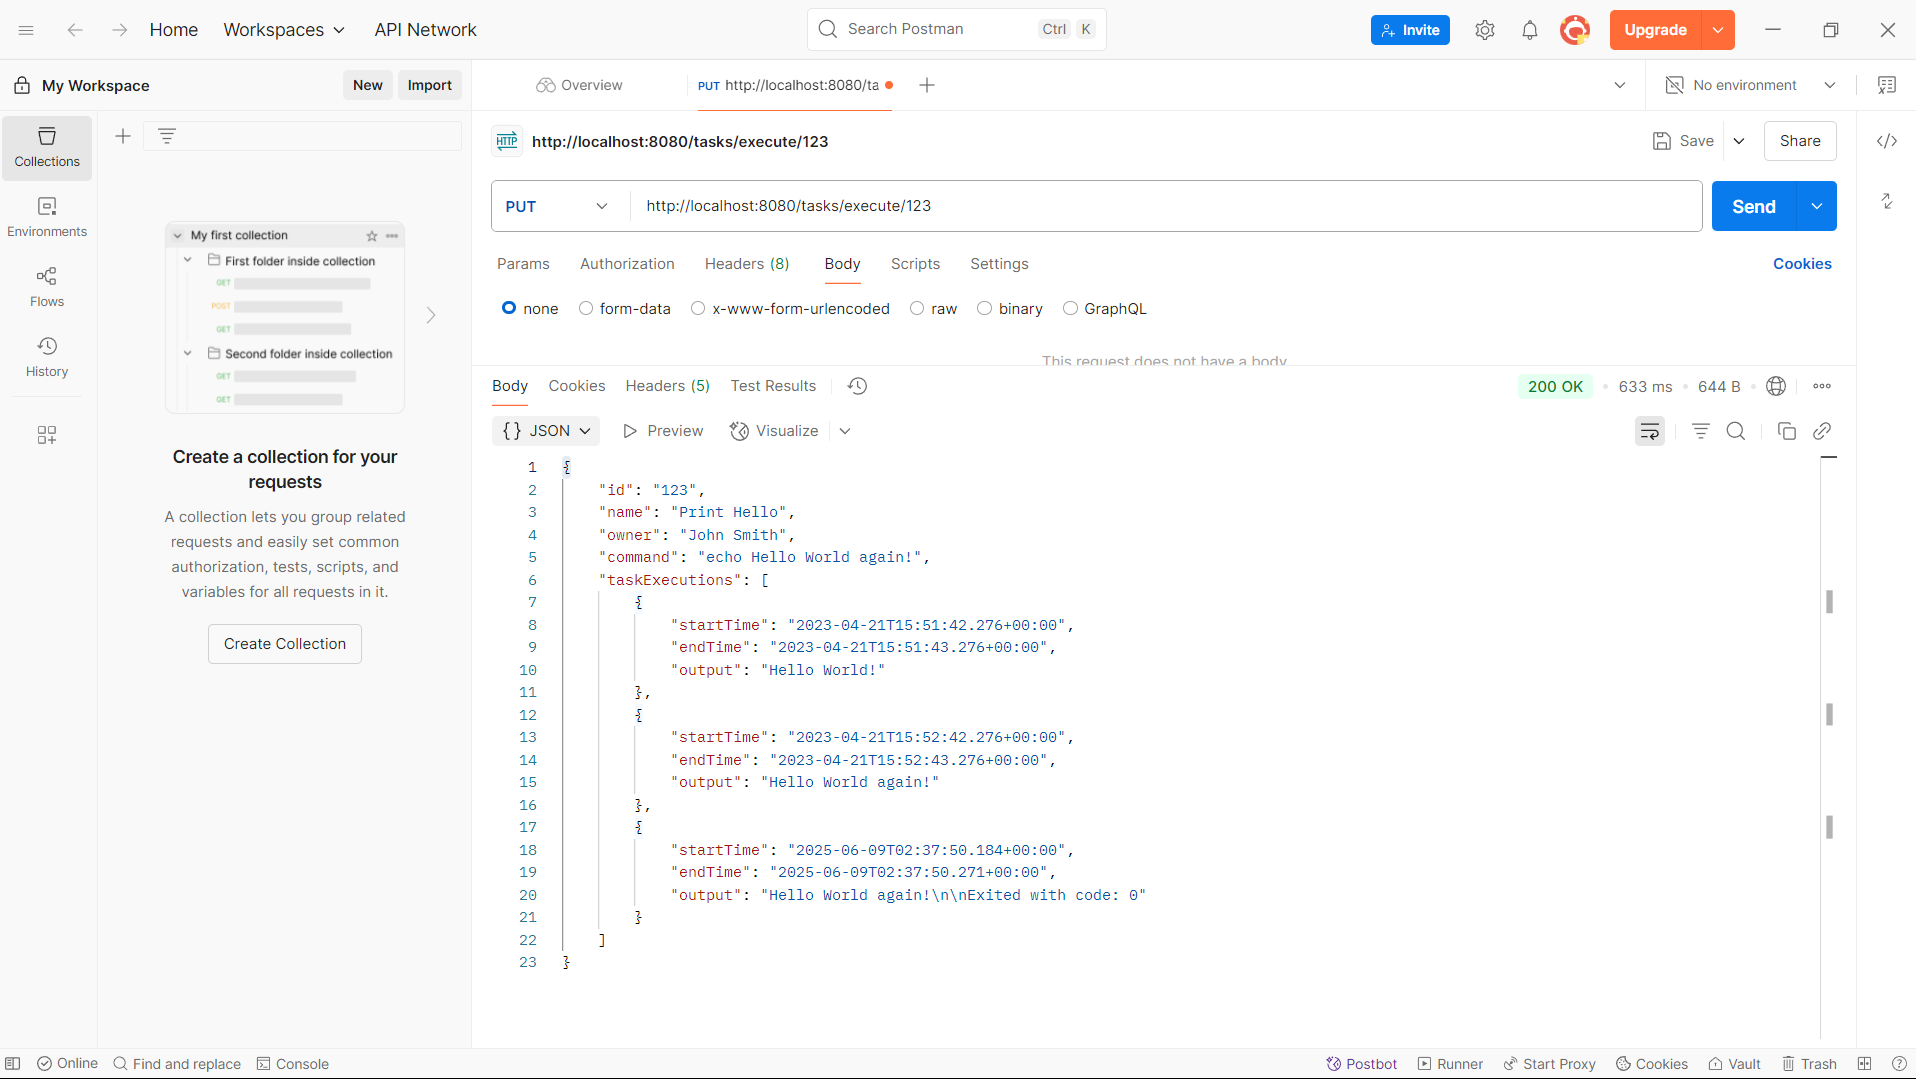 Home
Workspaces
API Network
Search Postman
Ctrl K
Invite
Upgrade
My Workspace
New
Import
Overview
PUT http://localhost:8080/ta
No environment
Collections
Environments
Flows
History
My first collection
First folder inside collection
GET
POST
GET
Second folder inside collection
GET
GET
Create a collection for your
requests
A collection lets you group related
requests and easily set common
authorization, tests, scripts, and
variables for all requests in it.
Create Collection
HTTP http://localhost:8080/tasks/execute/123
Save
Share
PUT
http://localhost:8080/tasks/execute/123
Send
Params
Authorization
Headers (8)
Body
Scripts
Settings
Cookies
none
form-data
x-www-form-urlencoded
raw
binary
GraphQL
This request does not have a body
Body
Cookies
Headers (5)
Test Results
200 OK
633 ms
644 B
{} JSON
Preview
Visualize
1 {
2 "id": "123",
3 "name": "Print Hello",
4 "owner": "John Smith",
5 "command": "echo Hello World again!",
6 "taskExecutions": [
7 {
8 "startTime": "2023-04-21T15:51:42.276+00:00",
9 "endTime": "2023-04-21T15:51:43.276+00:00",
10 "output": "Hello World!"
11 },
12 {
13 "startTime": "2023-04-21T15:52:42.276+00:00",
14 "endTime": "2023-04-21T15:52:43.276+00:00",
15 "output": "Hello World again!"
16 },
17 {
18 "startTime": "2025-06-09T02:37:50.184+00:00",
19 "endTime": "2025-06-09T02:37:50.271+00:00",
20 "output": "Hello World again!\n\nExited with code: 0"
21 }
22 ]
23 }
Online
Find and replace
Console
Postbot
Runner
Start Proxy
Cookies
Vault
Trash